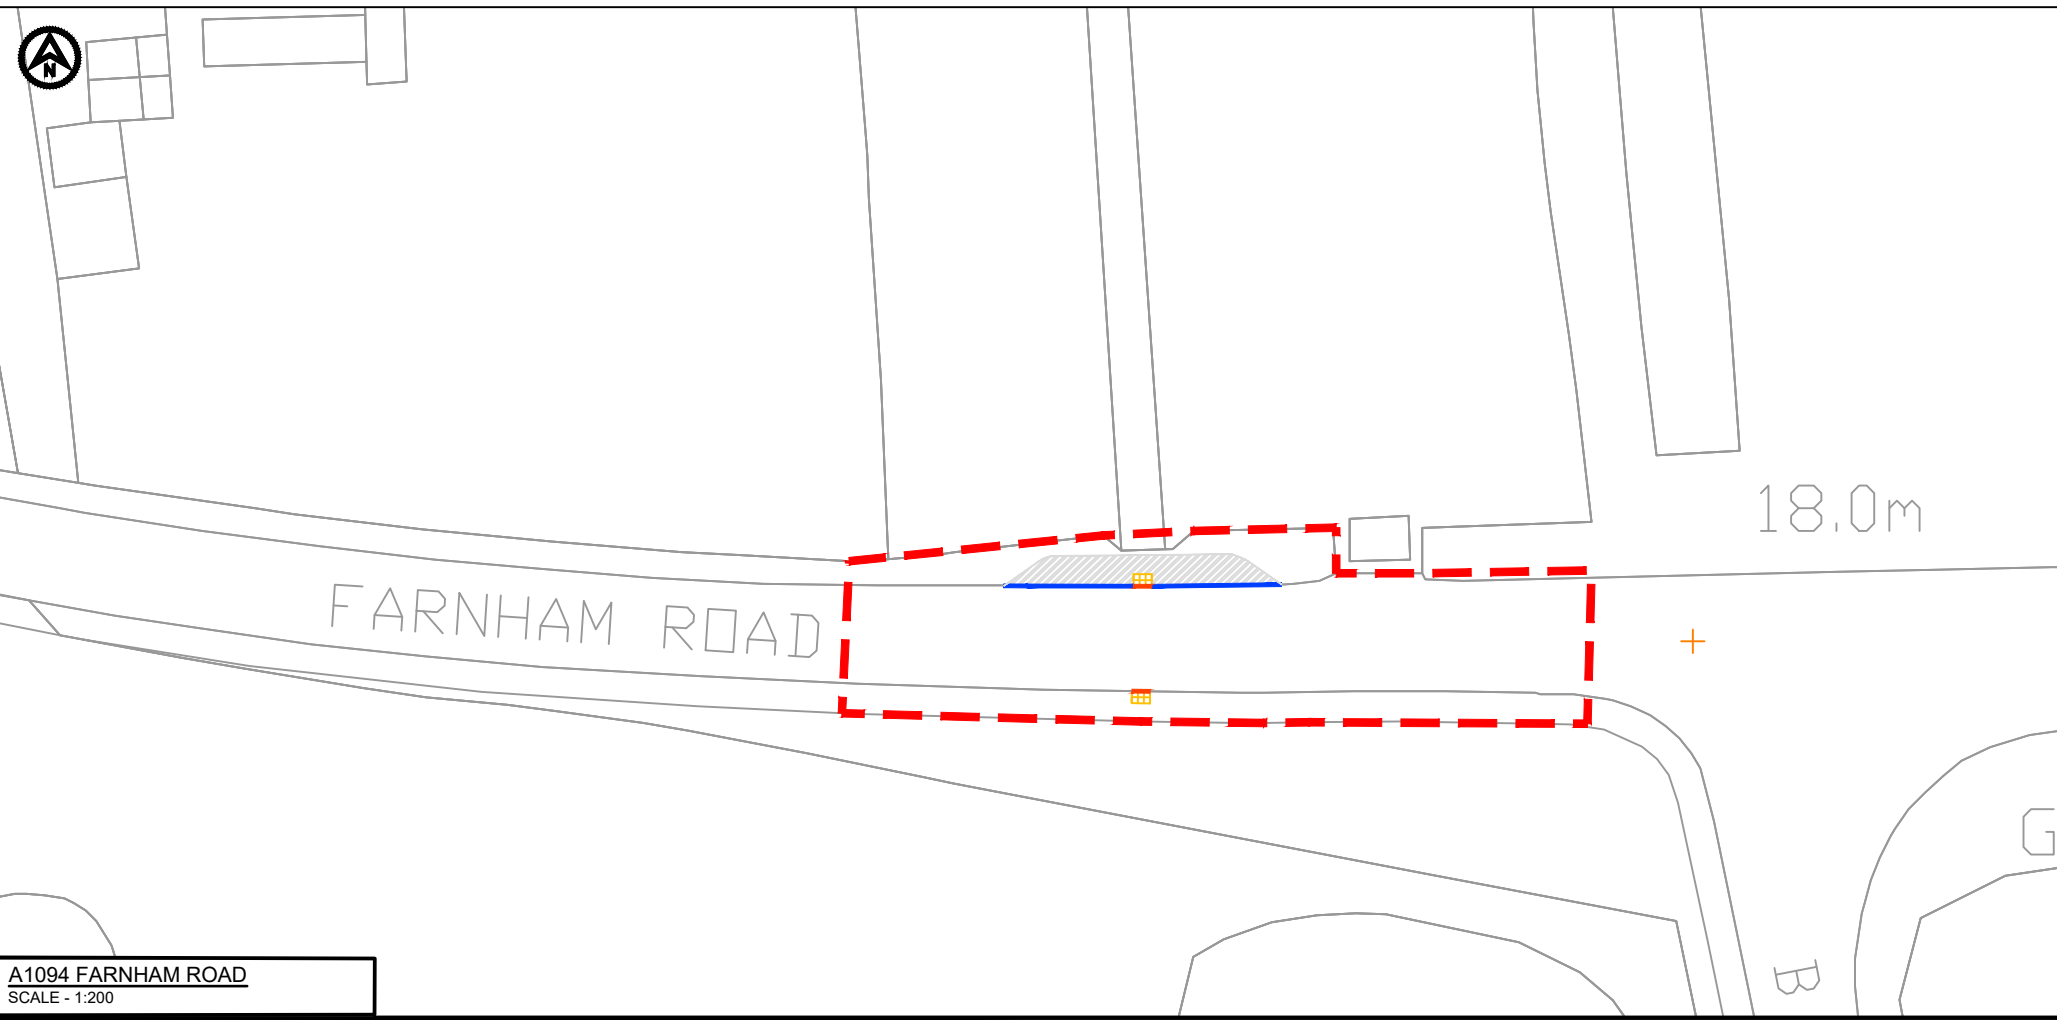 N
18.0m
FARNHAM ROAD
G
B
A1094 FARNHAM ROAD
SCALE - 1:200